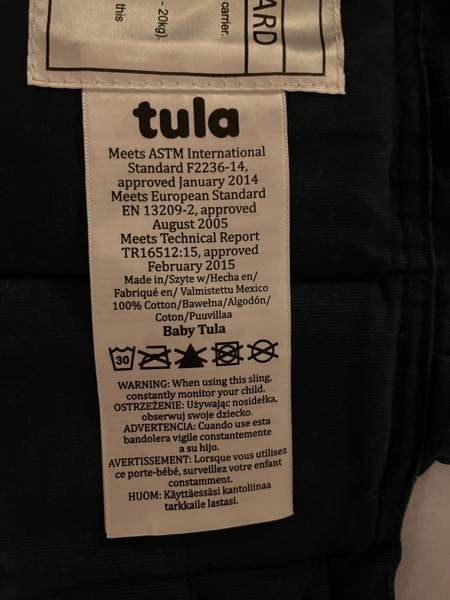 ARD
carrier.
- 20kg).
this
tula
Meets ASTM International
Standard F2236-14,
approved January 2014
Meets European Standard
EN 13209-2, approved
August 2005
Meets Technical Report
TR16512:15, approved
February 2015
Made in/Szyte w/Hecha en/
Fabriqué en/ Valmistettu Mexico
100% Cotton/Bawełna/Algodón/
Coton/Puuvillaa
Baby Tula
30
WARNING: When using this sling,
constantly monitor your child.
OSTRZEŻENIE: Używając nosidełka,
obserwuj swoje dziecko.
ADVERTENCIA: Cuando use esta
bandolera vigile constantemente
a su hijo.
AVERTISSEMENT: Lorsque vous utilisez
ce porte-bébé, surveillez votre enfant
constamment.
HUOM: Käyttäessäsi kantoliinaa
tarkkaile lastasi.